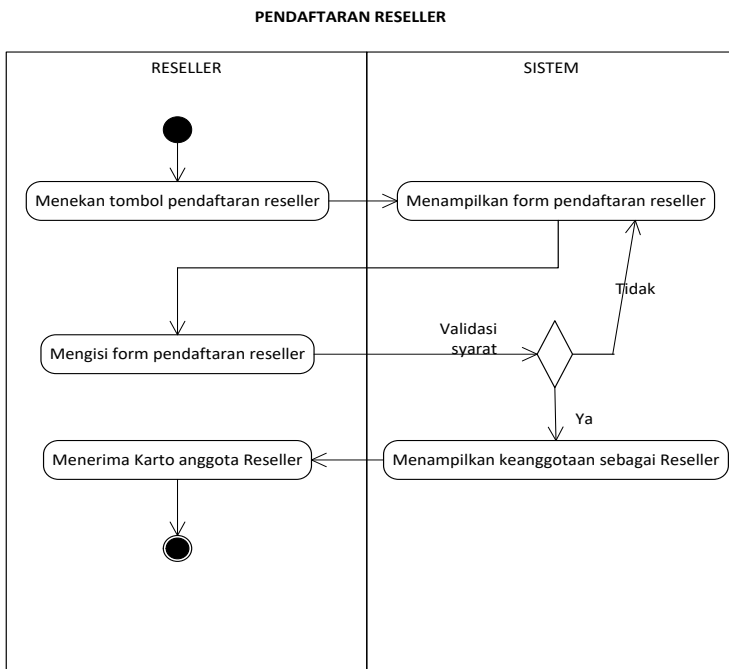 PENDAFTARAN RESELLER
RESELLER
SISTEM
Menekan tombol pendaftaran reseller
Menampilkan form pendaftaran reseller
Tidak
Mengisi form pendaftaran reseller
Validasi
syarat
Ya
Menerima Karto anggota Reseller
Menampilkan keanggotaan sebagai Reseller